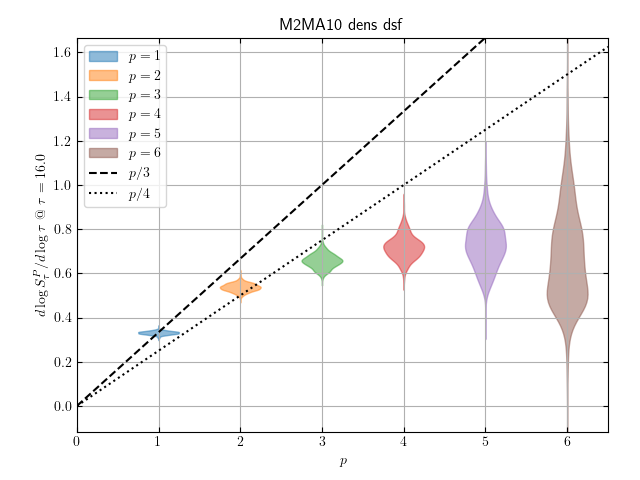 M2MA10 dens dsf
d log S_τ^P / d log τ @ τ = 16.0
1.6
1.4
1.2
1.0
0.8
0.6
0.4
0.2
0.0
p = 1
p = 2
p = 3
p = 4
p = 5
p = 6
p/3
p/4
0
1
2
3
4
5
6
p